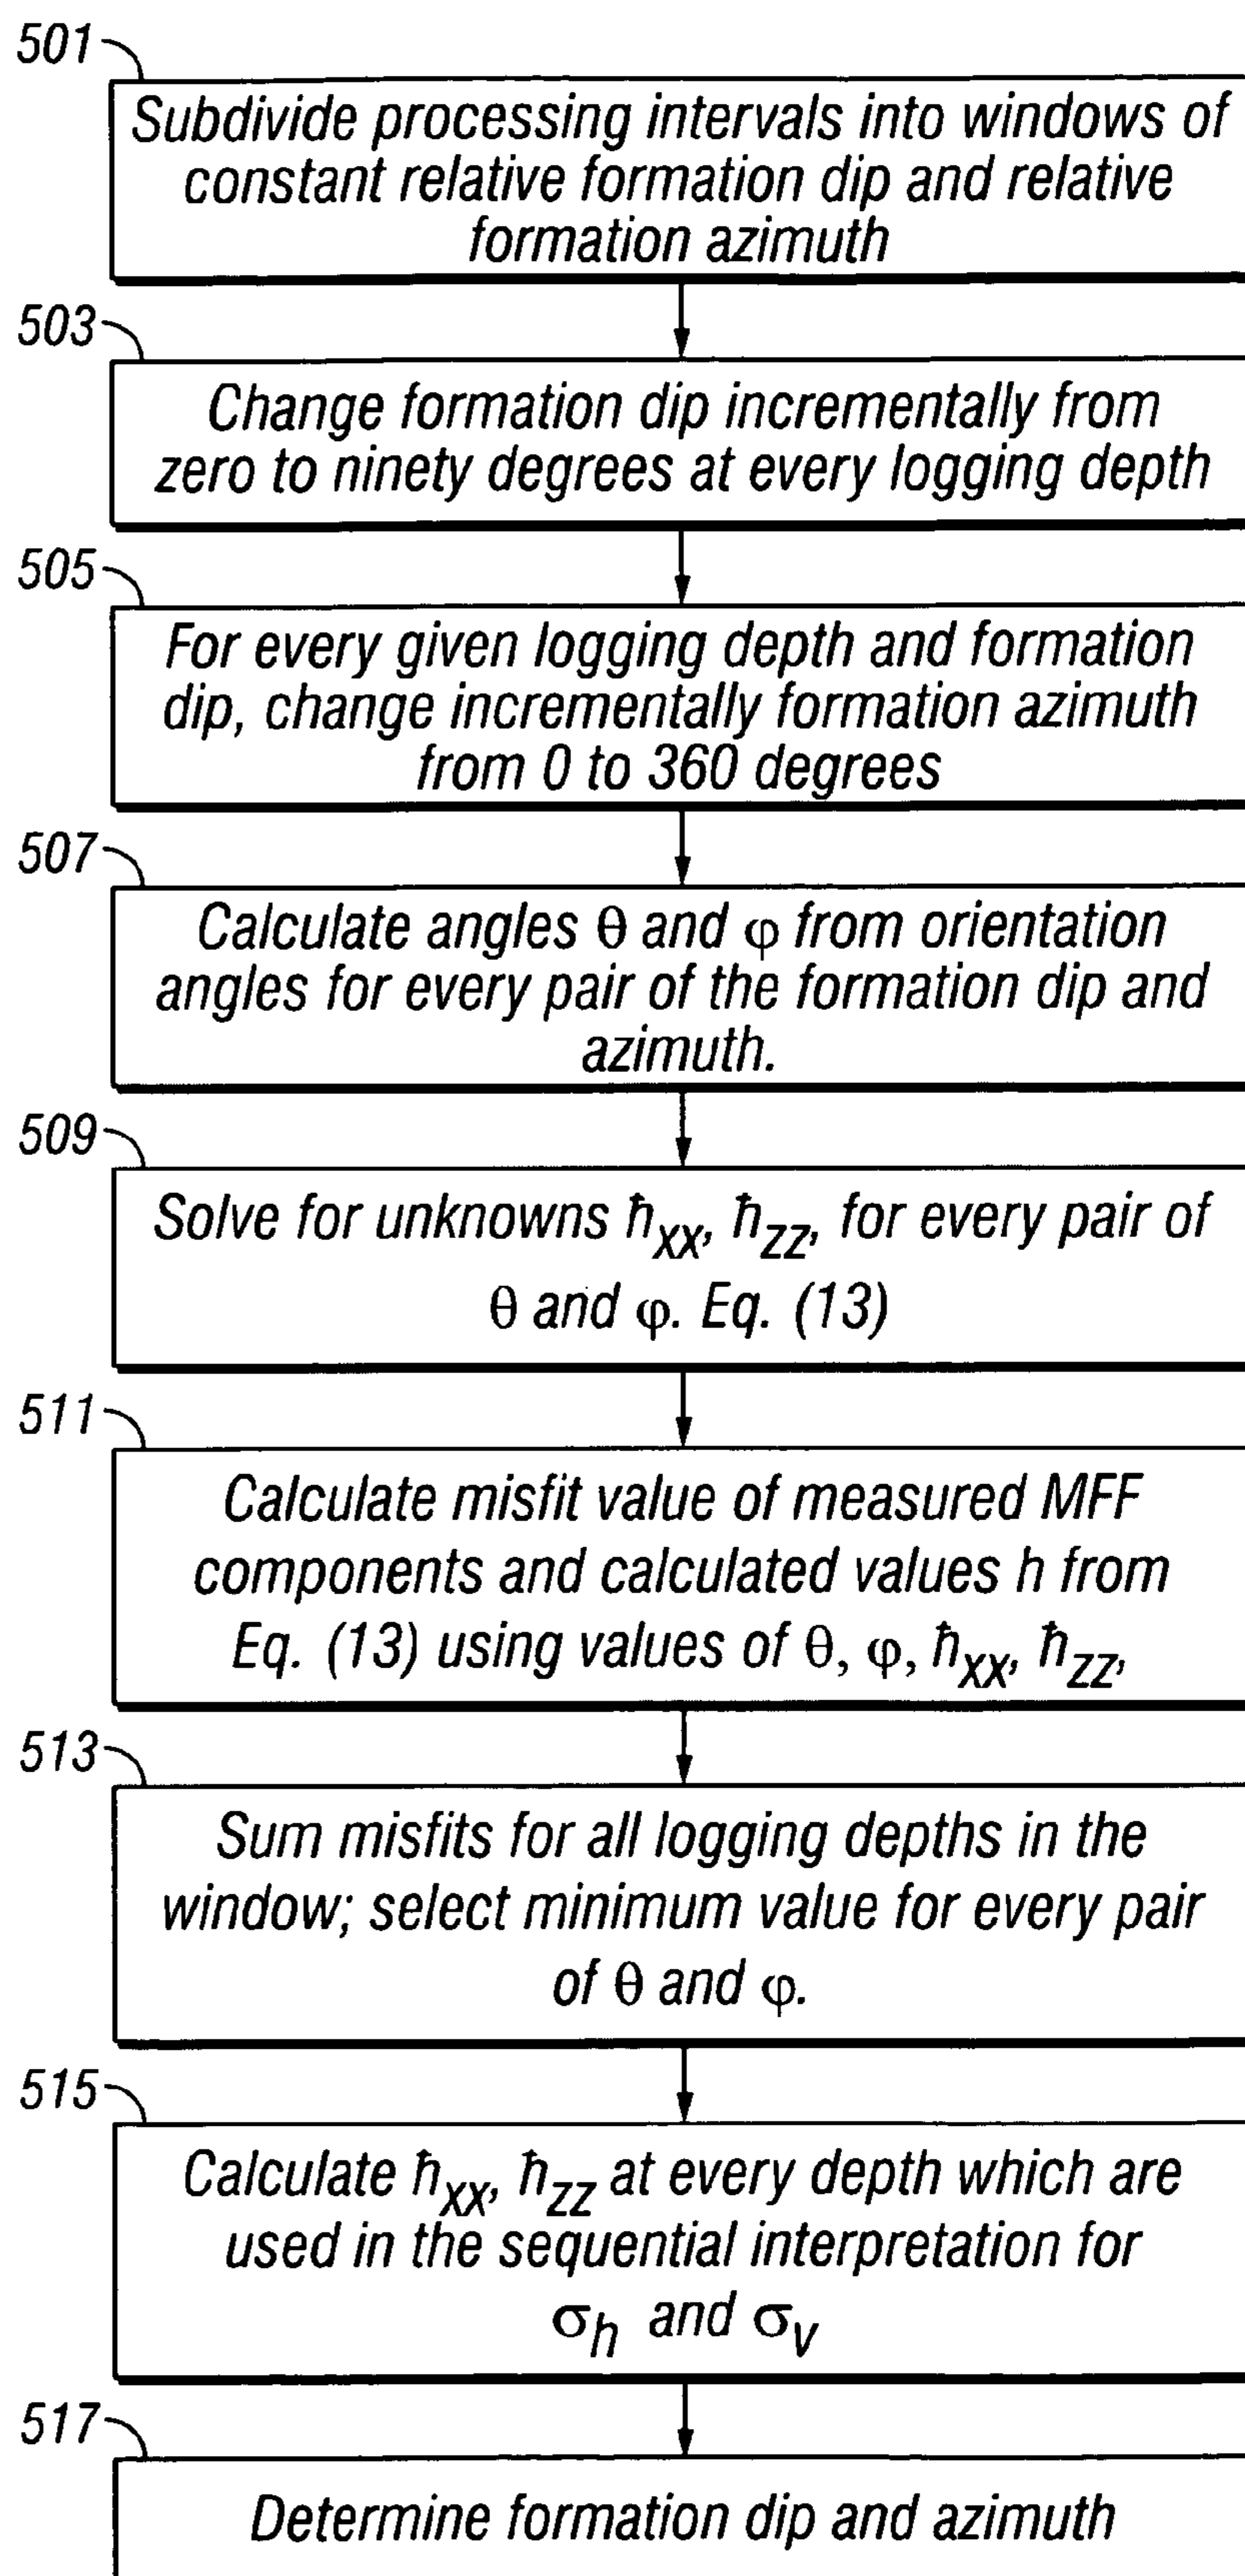 501
Subdivide processing intervals into windows of
constant relative formation dip and relative
formation azimuth
503
Change formation dip incrementally from
zero to ninety degrees at every logging depth
505
For every given logging depth and formation
dip, change incrementally formation azimuth
from 0 to 360 degrees
507
Calculate angles θ and φ from orientation
angles for every pair of the formation dip and
azimuth.
509
Solve for unknowns ħxx, ħzz, for every pair of
θ and φ. Eq. (13)
511
Calculate misfit value of measured MFF
components and calculated values h from
Eq. (13) using values of θ, φ, ħxx, ħzz,
513
Sum misfits for all logging depths in the
window; select minimum value for every pair
of θ and φ.
515
Calculate ħxx, ħzz at every depth which are
used in the sequential interpretation for
σh and σv
517
Determine formation dip and azimuth